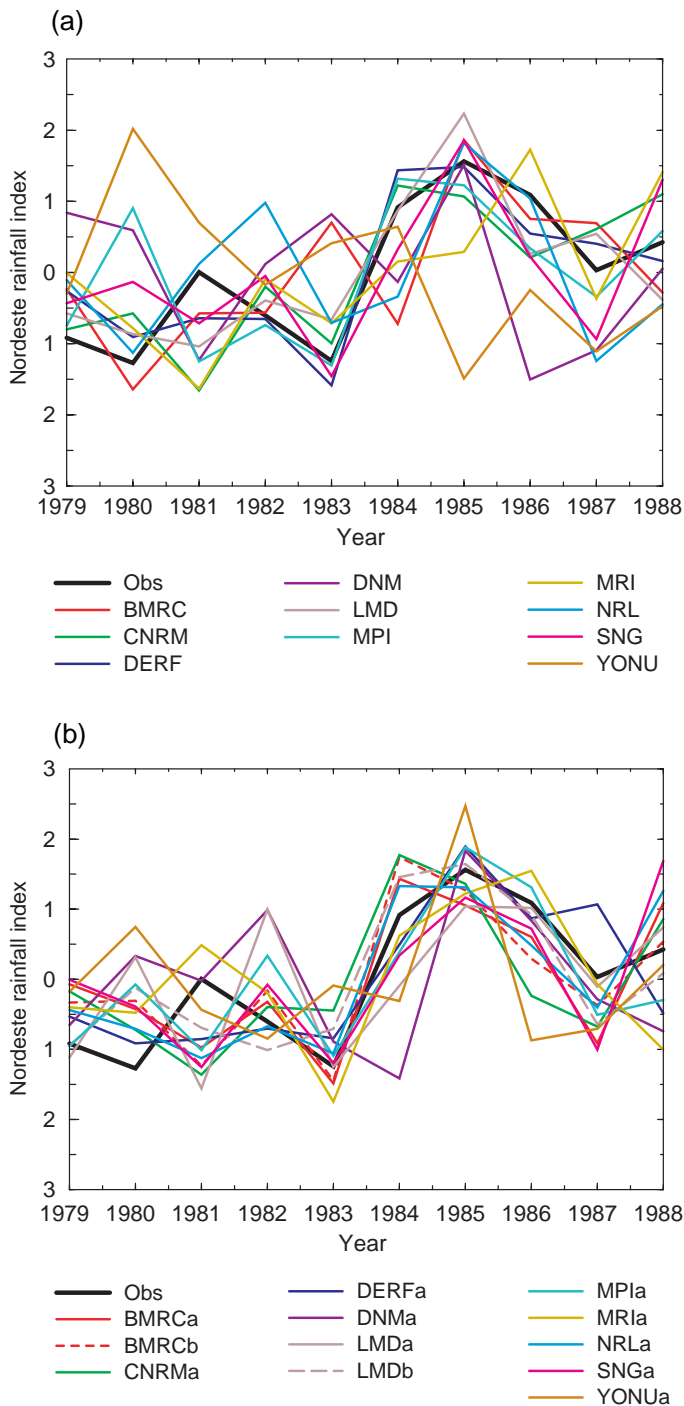 (a)
3
2
1
0
1
2
3
Nordeste rainfall index
1979 1980 1981 1982 1983 1984 1985 1986 1987 1988
Year
Obs
BMRC
CNRM
DERF
DNM
LMD
MPI
MRI
NRL
SNG
YONU
(b)
3
2
1
0
1
2
3
Nordeste rainfall index
1979 1980 1981 1982 1983 1984 1985 1986 1987 1988
Year
Obs
BMRCa
BMRCb
CNRMa
DERFa
DNMa
LMDa
LMDb
MPIa
MRIa
NRLa
SNGa
YONUa